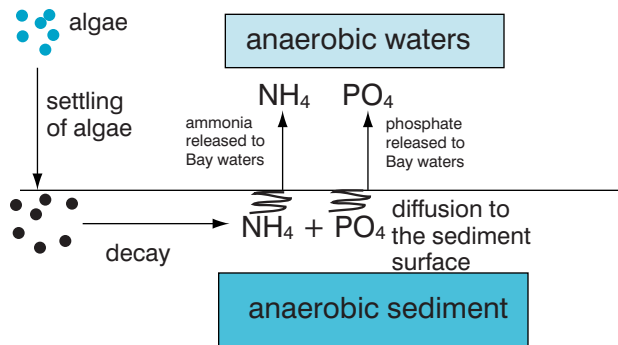 algae
anaerobic waters
NH₄ PO₄
settling
of algae
ammonia
released to
Bay waters
phosphate
released to
Bay waters
decay
NH₄ + PO₄
diffusion to
the sediment
surface
anaerobic sediment